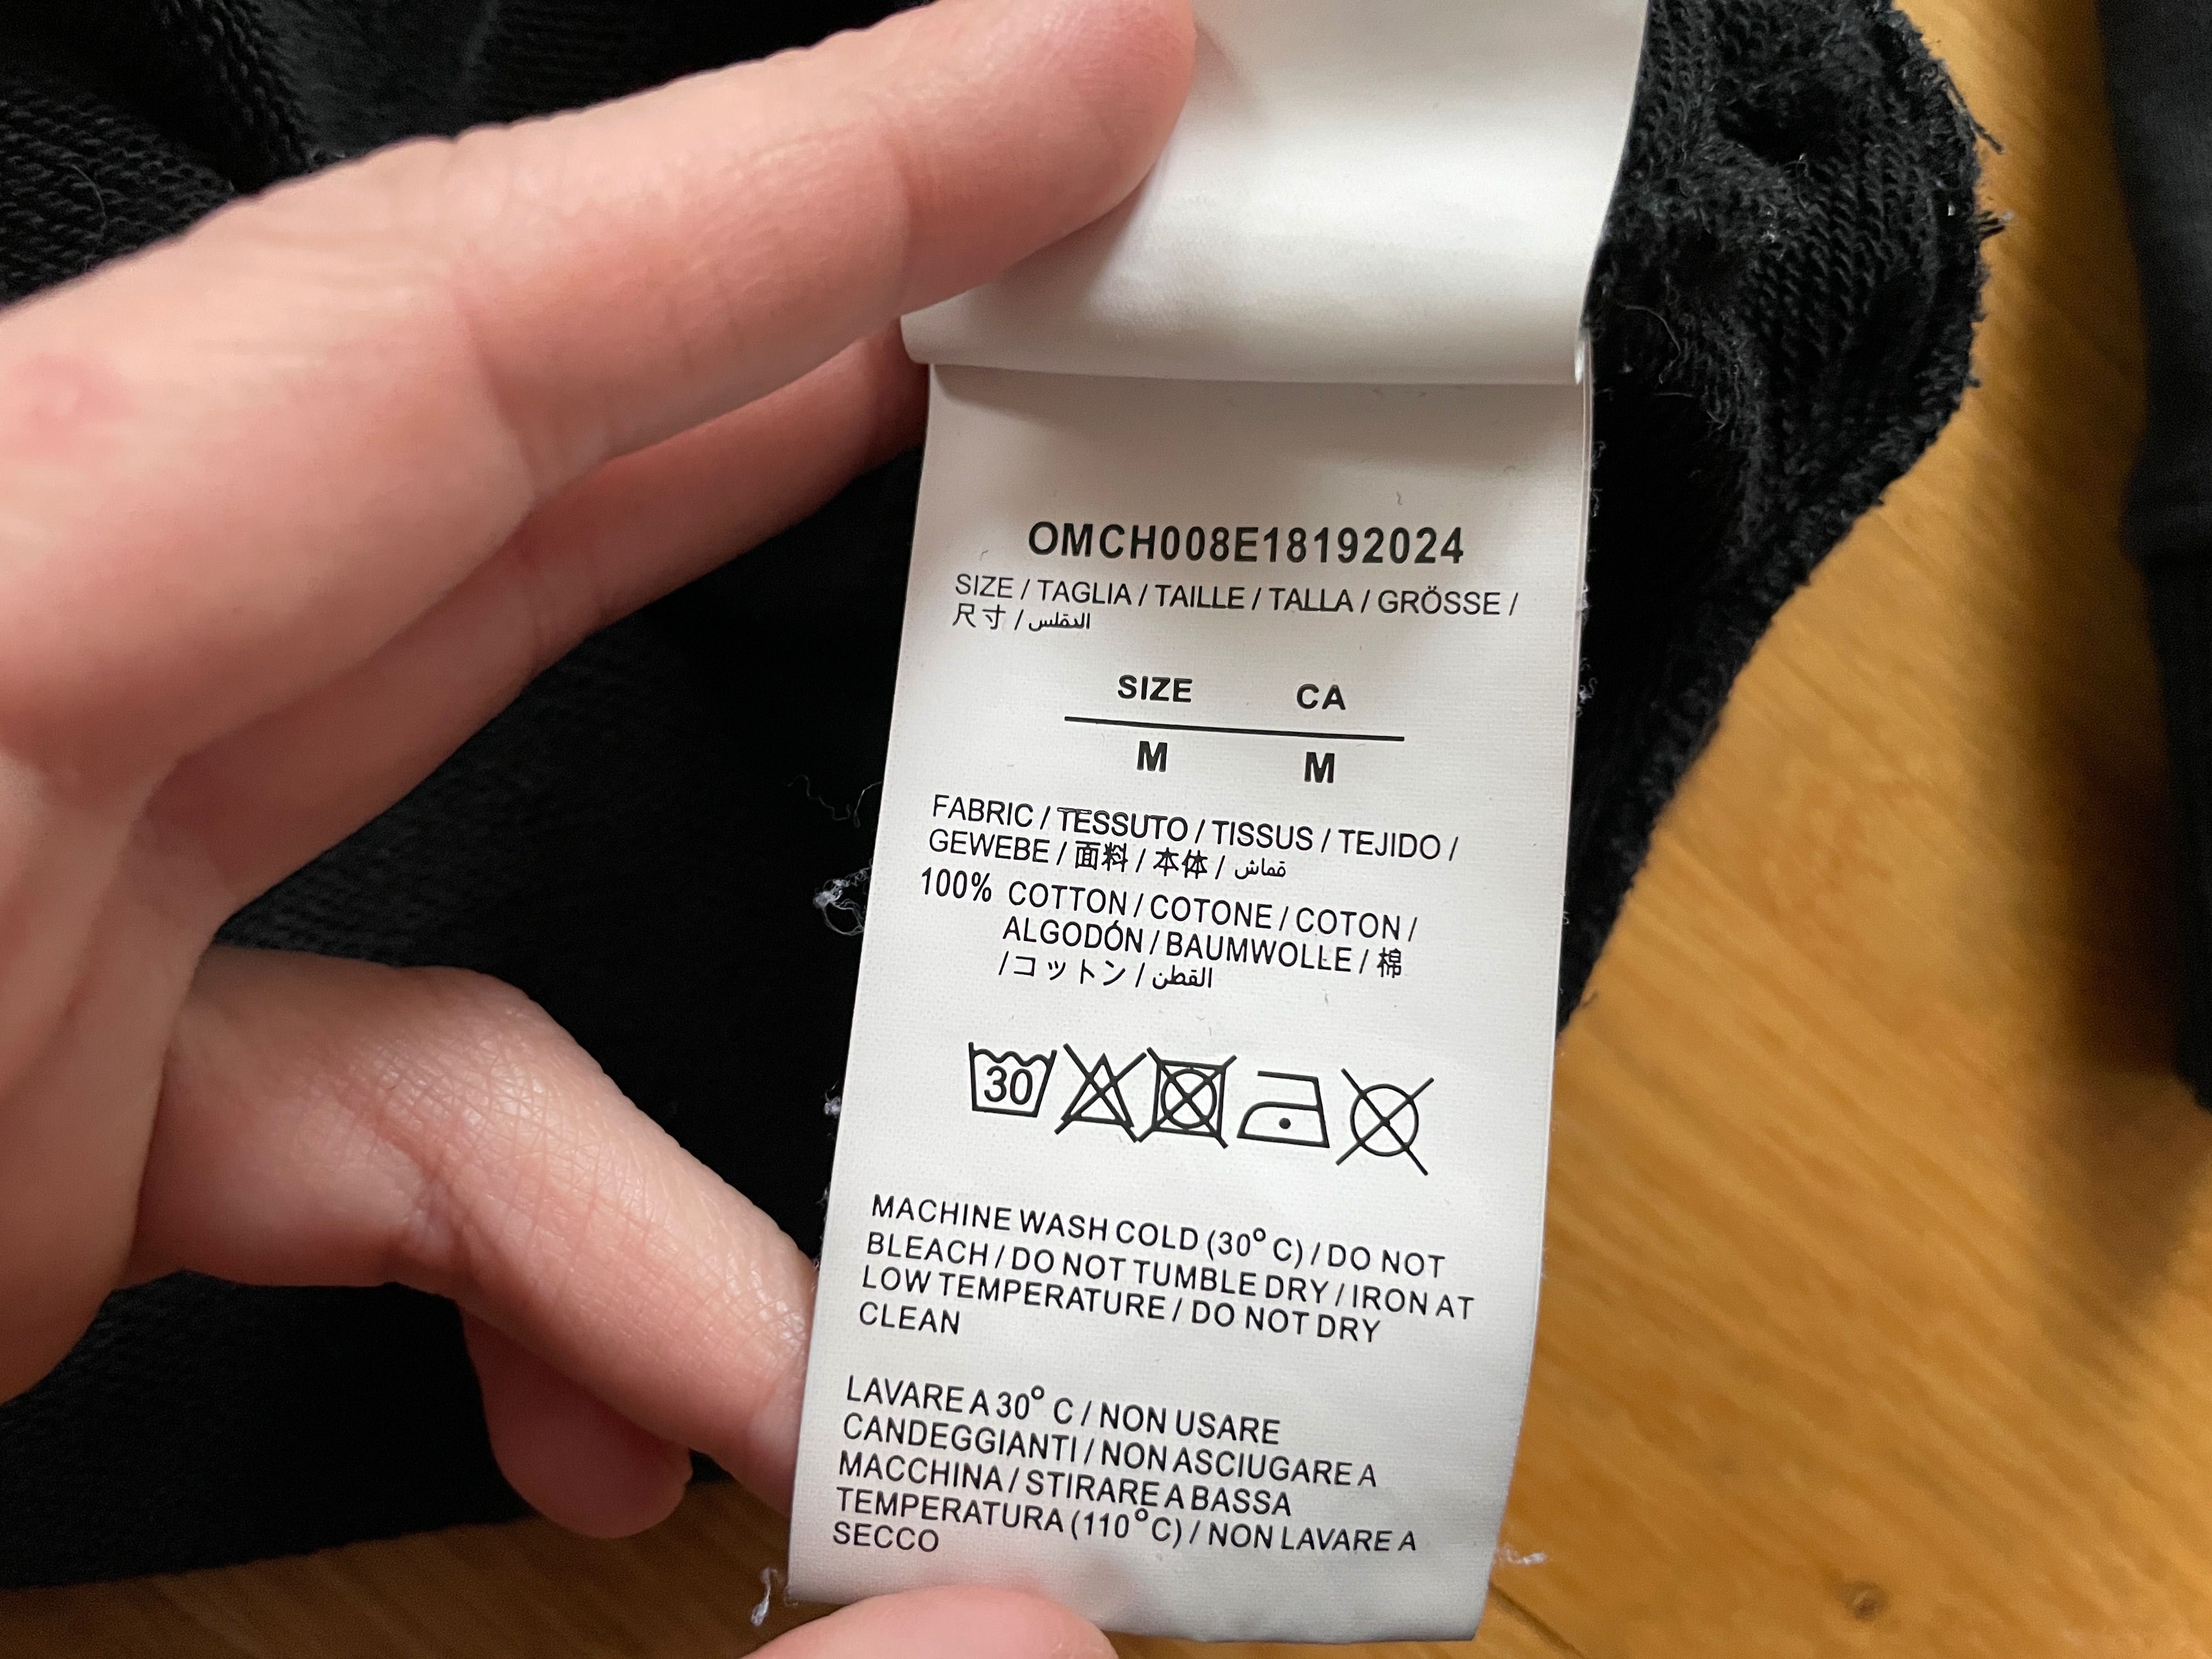 OMCH008E18192024
SIZE / TAGLIA / TAILLE / TALLA / GRÖSSE /
尺寸 /
SIZE CA
M M
FABRIC / TESSUTO / TISSUS / TEJIDO /
GEWEBE / 面料 / 本体 / قماش
100% COTTON / COTONE / COTON /
ALGODÓN / BAUMWOLLE / 棉
/ コットン / القطن
30
MACHINE WASH COLD (30° C) / DO NOT
BLEACH / DO NOT TUMBLE DRY / IRON AT
LOW TEMPERATURE / DO NOT DRY
CLEAN
LAVARE A 30° C / NON USARE
CANDEGGIANTI / NON ASCIUGARE A
MACCHINA / STIRARE A BASSA
TEMPERATURA (110°C) / NON LAVARE A
SECCO